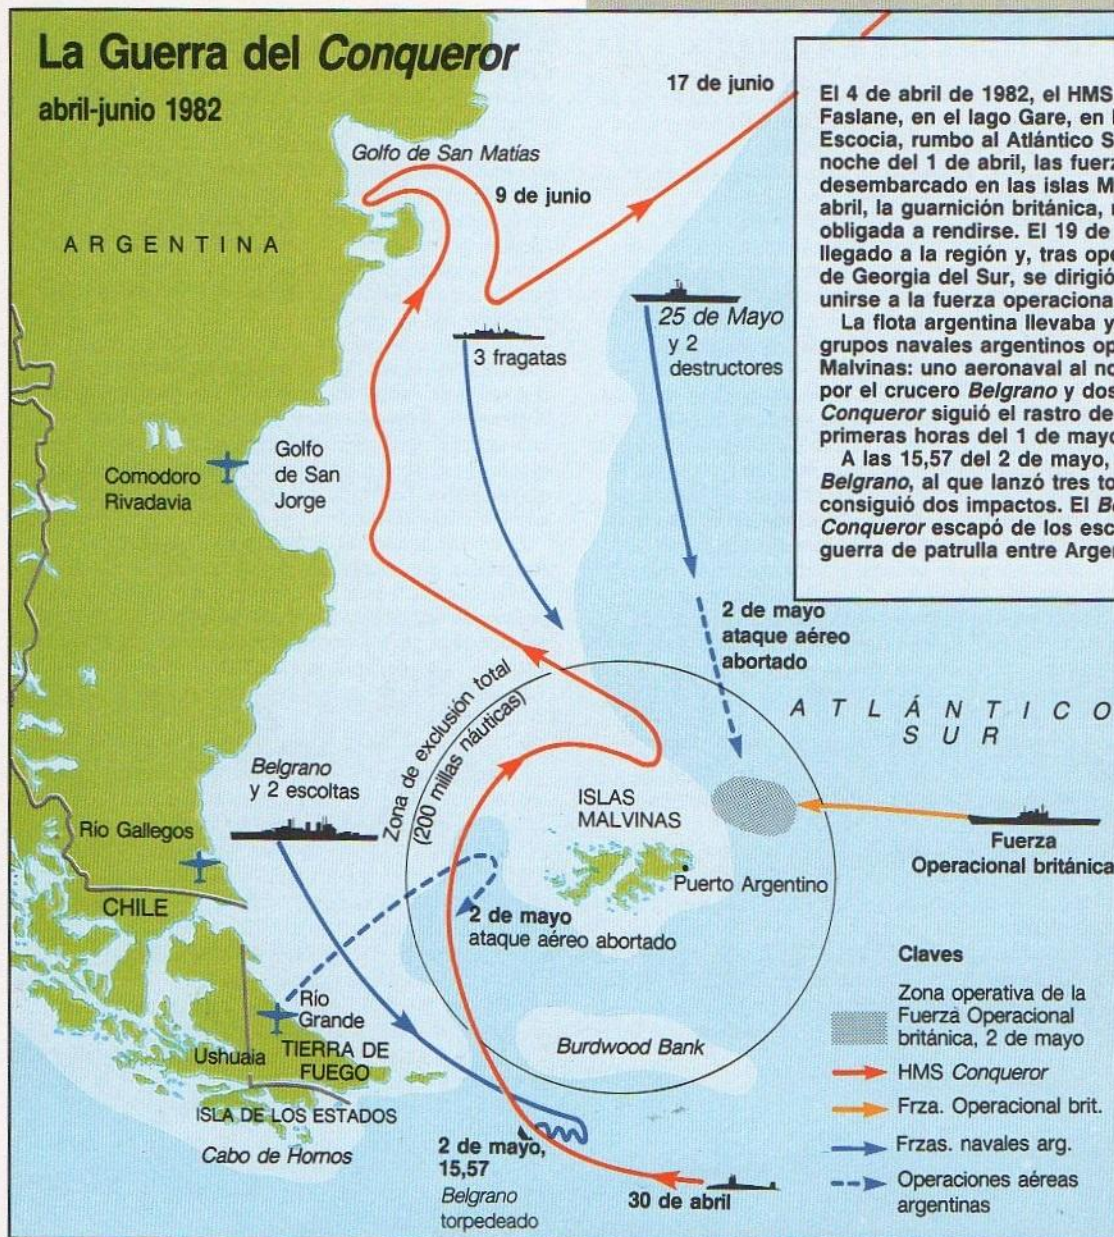 La Guerra del Conqueror
abril-junio 1982
17 de junio
Golfo de San Matías
9 de junio
ARGENTINA
El 4 de abril de 1982, el HMS
Faslane, en el lago Gare, en
Escocia, rumbo al Atlántico
noche del 1 de abril, las
desembarcado en las islas
abril, la guarnición británica,
obligada a rendirse. El 19 de
llegado a la región y, tras
de Georgia del Sur, se dirigió
unirse a la fuerza
La flota argentina llevaba
grupos navales argentinos
Malvinas: uno aeronaval al
por el crucero Belgrano y dos
Conqueror siguió el rastro
primeras horas del 1 de mayo
A las 15,57 del 2 de mayo,
Belgrano, al que lanzó tres
consiguió dos impactos. El
Conqueror escapó de los
guerra de patrulla entre
25 de Mayo
y 2
destructores
3 fragatas
Comodoro
Rivadavia
Golfo
de San
Jorge
2 de mayo
ataque aéreo
abortado
ATLÁNTICO
SUR
Zona de exclusión total
(200 millas náuticas)
Belgrano
y 2 escoltas
ISLAS
MALVINAS
Río Gallegos
Fuerza
Operacional británica
Puerto Argentino
CHILE
2 de mayo
ataque aéreo abortado
Río
Grande
Ushuaia
TIERRA DE
FUEGO
Burdwood Bank
ISLA DE LOS ESTADOS
Cabo de Hornos
2 de mayo,
15,57
Belgrano
torpedeado
30 de abril
Claves
Zona operativa de la
Fuerza Operacional
británica, 2 de mayo
HMS Conqueror
Frza. Operacional brit.
Frzas. navales arg.
Operaciones aéreas
argentinas